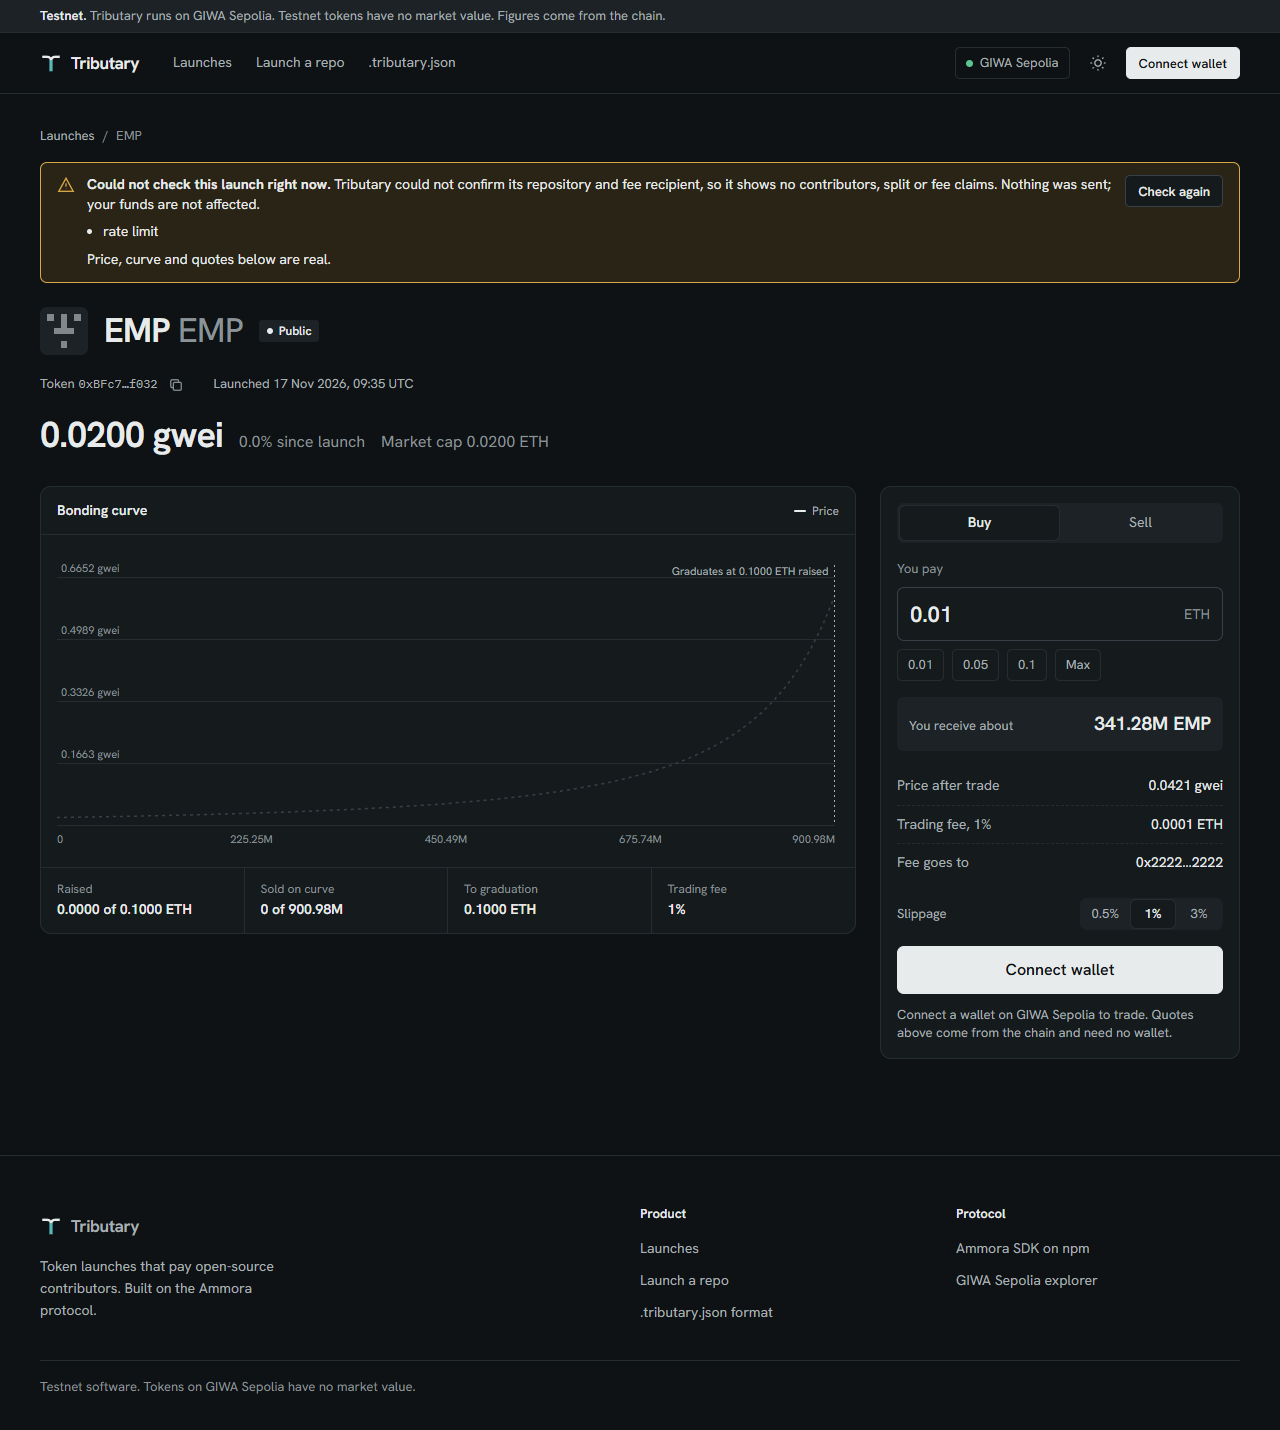 Testnet. Tributary runs on GIWA Sepolia. Testnet tokens have no market value. Figures come from the chain.
Tributary
Launches
Launch a repo
.tributary.json
GIWA Sepolia
Connect wallet
Launches / EMP
Could not check this launch right now. Tributary could not confirm its repository and fee recipient, so it shows no contributors, split or fee claims. Nothing was sent;
your funds are not affected.
Check again
• rate limit
Price, curve and quotes below are real.
EMP EMP
Public
Token 0xBFc7…f032
Launched 17 Nov 2026, 09:35 UTC
0.0200 gwei
0.0% since launch
Market cap 0.0200 ETH
Bonding curve
Price
0.6652 gwei
Graduates at 0.1000 ETH raised
0.4989 gwei
0.3326 gwei
0.1663 gwei
0
225.25M
450.49M
675.74M
900.98M
Raised
0.0000 of 0.1000 ETH
Sold on curve
0 of 900.98M
To graduation
0.1000 ETH
Trading fee
1%
Buy
Sell
You pay
0.01
ETH
0.01
0.05
0.1
Max
You receive about
341.28M EMP
Price after trade
0.0421 gwei
Trading fee, 1%
0.0001 ETH
Fee goes to
0x2222…2222
Slippage
0.5%
1%
3%
Connect wallet
Connect a wallet on GIWA Sepolia to trade. Quotes
above come from the chain and need no wallet.
Tributary
Token launches that pay open-source
contributors. Built on the Ammora
protocol.
Product
Launches
Launch a repo
.tributary.json format
Protocol
Ammora SDK on npm
GIWA Sepolia explorer
Testnet software. Tokens on GIWA Sepolia have no market value.